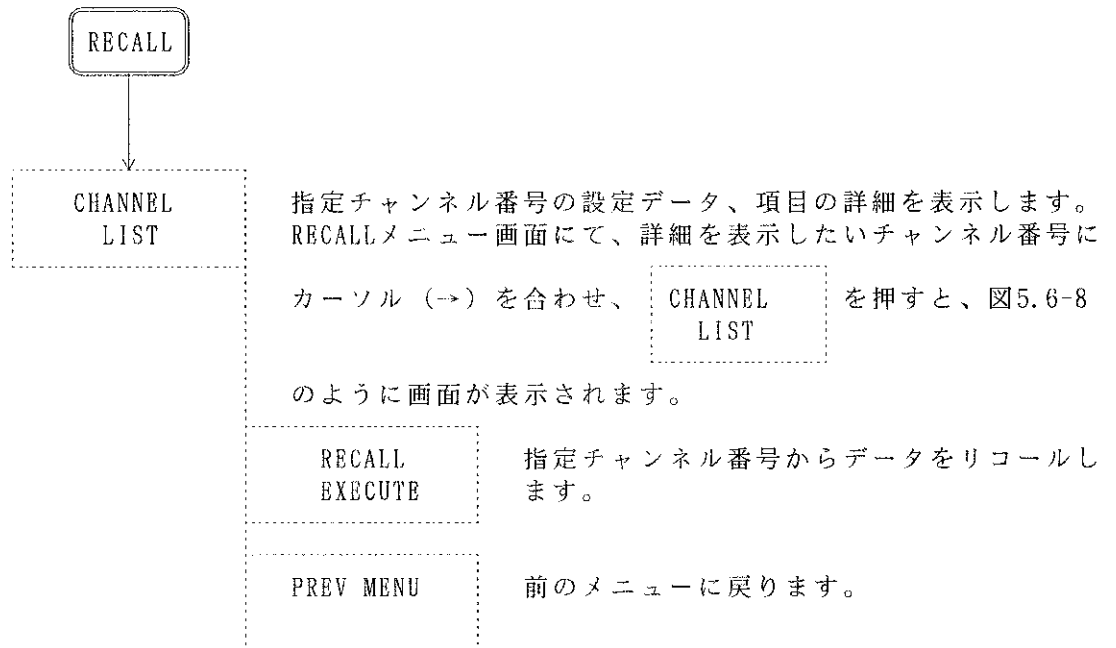 RECALL
CHANNEL
LIST
指定チャンネル番号の設定データ、項目の詳細を表示します。
RECALLメニュー画面にて、詳細を表示したいチャンネル番号に
カーソル (→) を合わせ、 CHANNEL LIST を押すと、図5.6-8
のように画面が表示されます。
RECALL
EXECUTE
指定チャンネル番号からデータをリコールし
ます。
PREV MENU
前のメニューに戻ります。